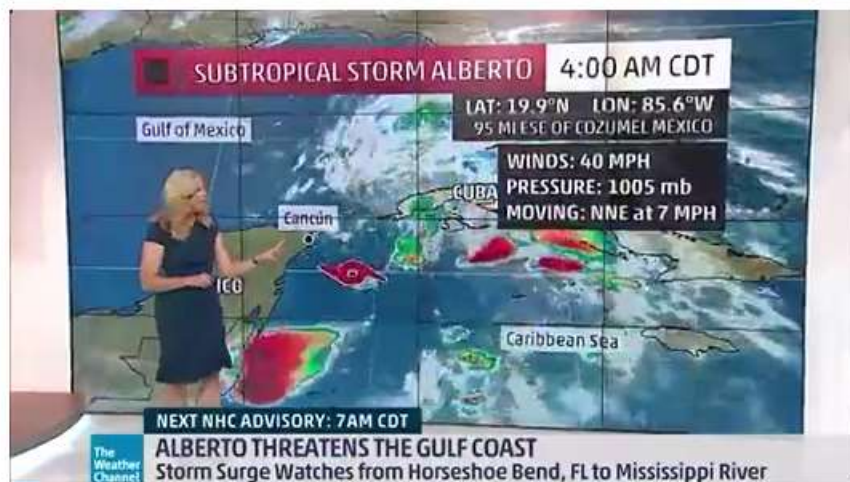 SUBTROPICAL STORM ALBERTO
4:00 AM CDT
LAT: 19.9°N LON: 85.6°W
95 MI ESE OF COZUMEL MEXICO
Gulf of Mexico
WINDS: 40 MPH
PRESSURE: 1005 mb
MOVING: NNE at 7 MPH
CUBA
Cancún
ICO
Caribbean Sea
NEXT NHC ADVISORY: 7AM CDT
ALBERTO THREATENS THE GULF COAST
Storm Surge Watches from Horseshoe Bend, FL to Mississippi River
The
Weather
Channel